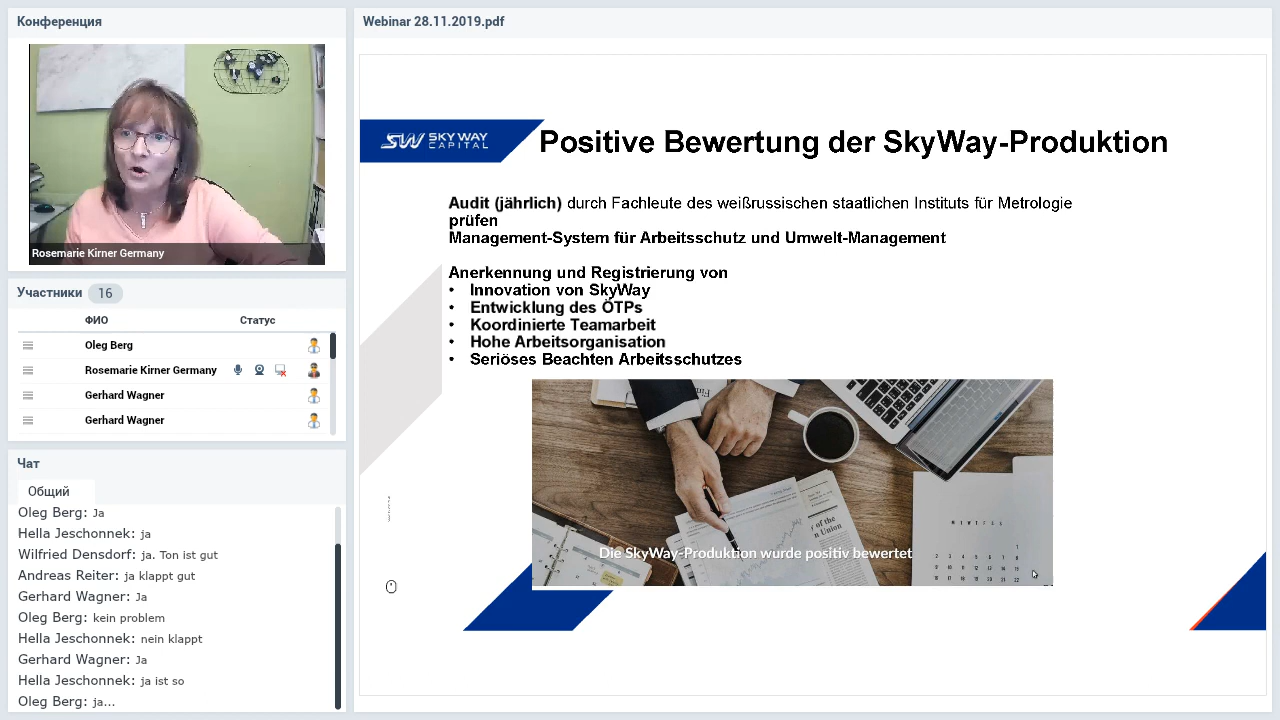 Конференция
Rosemarie Kirner Germany
Участники 16
ФИО Статус
Oleg Berg
Rosemarie Kirner Germany
Gerhard Wagner
Gerhard Wagner
Чат
Общий
Oleg Berg: Ja
Hella Jeschonnek: ja
Wilfried Densdorf: ja. Ton ist gut
Andreas Reiter: ja klappt gut
Gerhard Wagner: Ja
Oleg Berg: kein problem
Hella Jeschonnek: nein klappt
Gerhard Wagner: Ja
Hella Jeschonnek: ja ist so
Oleg Berg: ja...
Webinar 28.11.2019.pdf
SW SKY WAY
CAPITAL
Positive Bewertung der SkyWay-Produktion
Audit (jährlich) durch Fachleute des weißrussischen staatlichen Instituts für Metrologie
prüfen
Management-System für Arbeitsschutz und Umwelt-Management
Anerkennung und Registrierung von
• Innovation von SkyWay
• Entwicklung des ÖTPs
• Koordinierte Teamarbeit
• Hohe Arbeitsorganisation
• Seriöses Beachten Arbeitsschutzes
Die SkyWay-Produktion wurde positiv bewertet